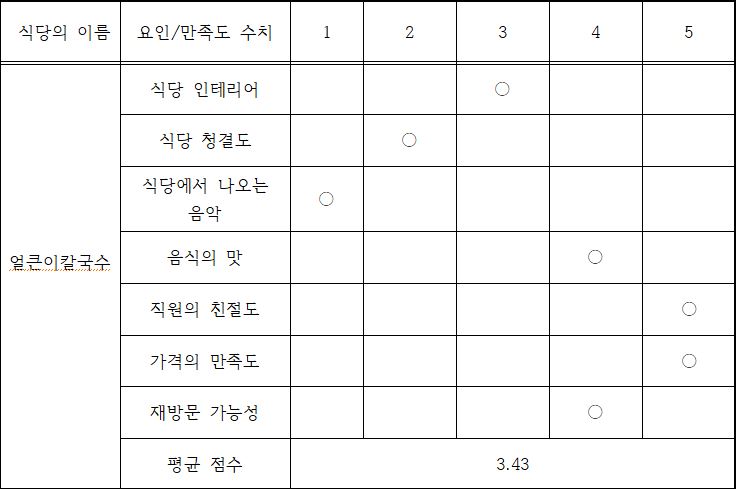 식당의 이름 요인/만족도 수치 1 2 3 4 5
식당 인테리어 ○
식당 청결도 ○
식당에서 나오는
음악 ○
얼큰이칼국수
음식의 맛 ○
직원의 친절도 ○
가격의 만족도 ○
재방문 가능성 ○
평균 점수 3.43